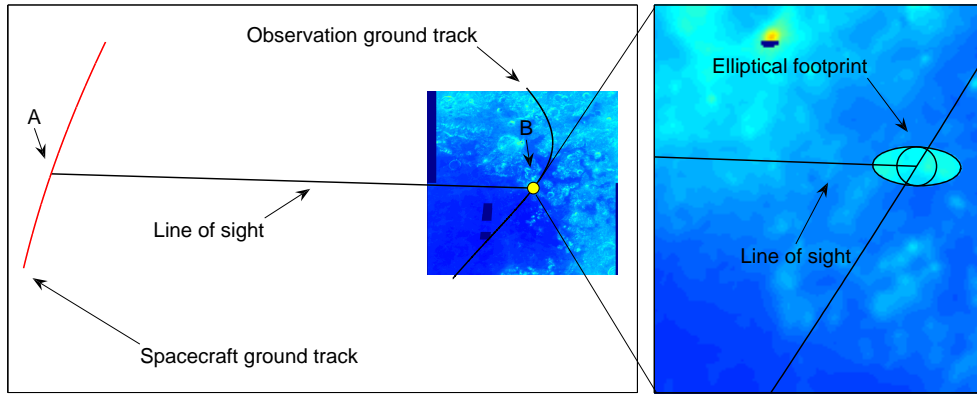 Observation ground track
A
B
Line of sight
Spacecraft ground track
Elliptical footprint
Line of sight